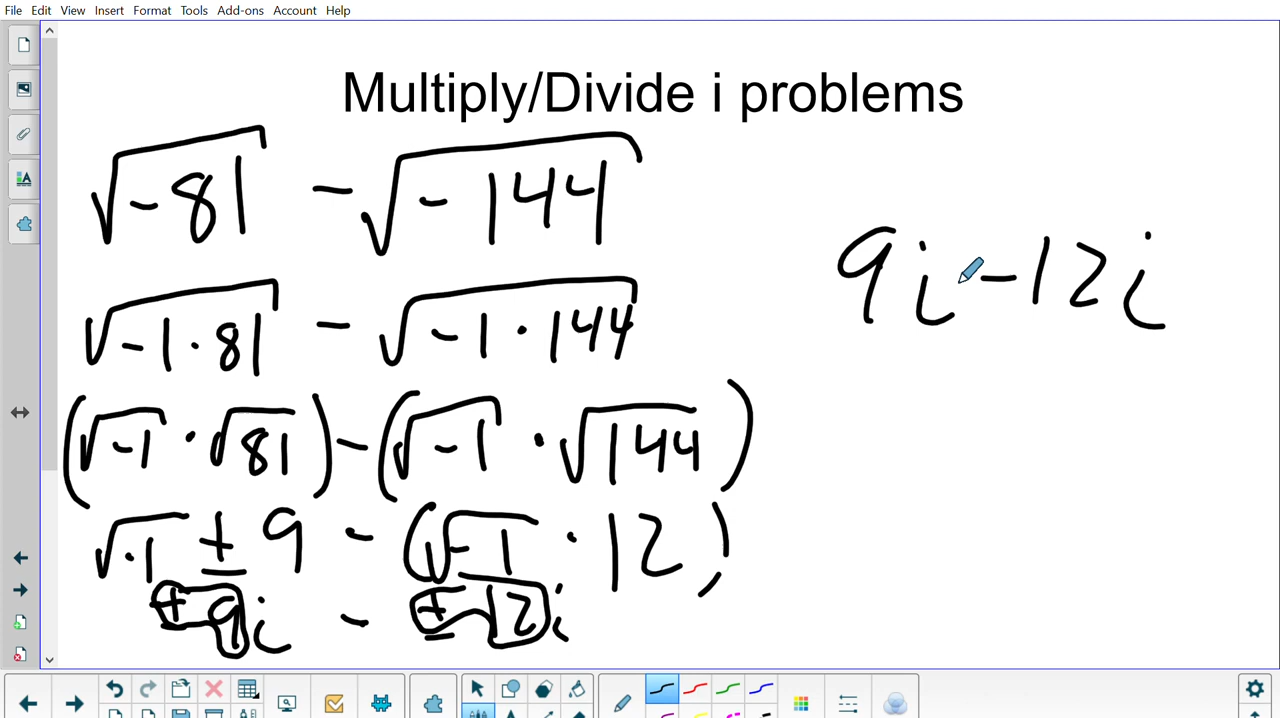 File Edit View Insert Format Tools Add-ons Account Help
Multiply/Divide i problems
√-81 - √-144
√-1·81 - √-1·144
(√-1·√81) - (√-1·√144)
√-1 ± 9 - (√-1·12)
±9i - ±12i
9i - 12i